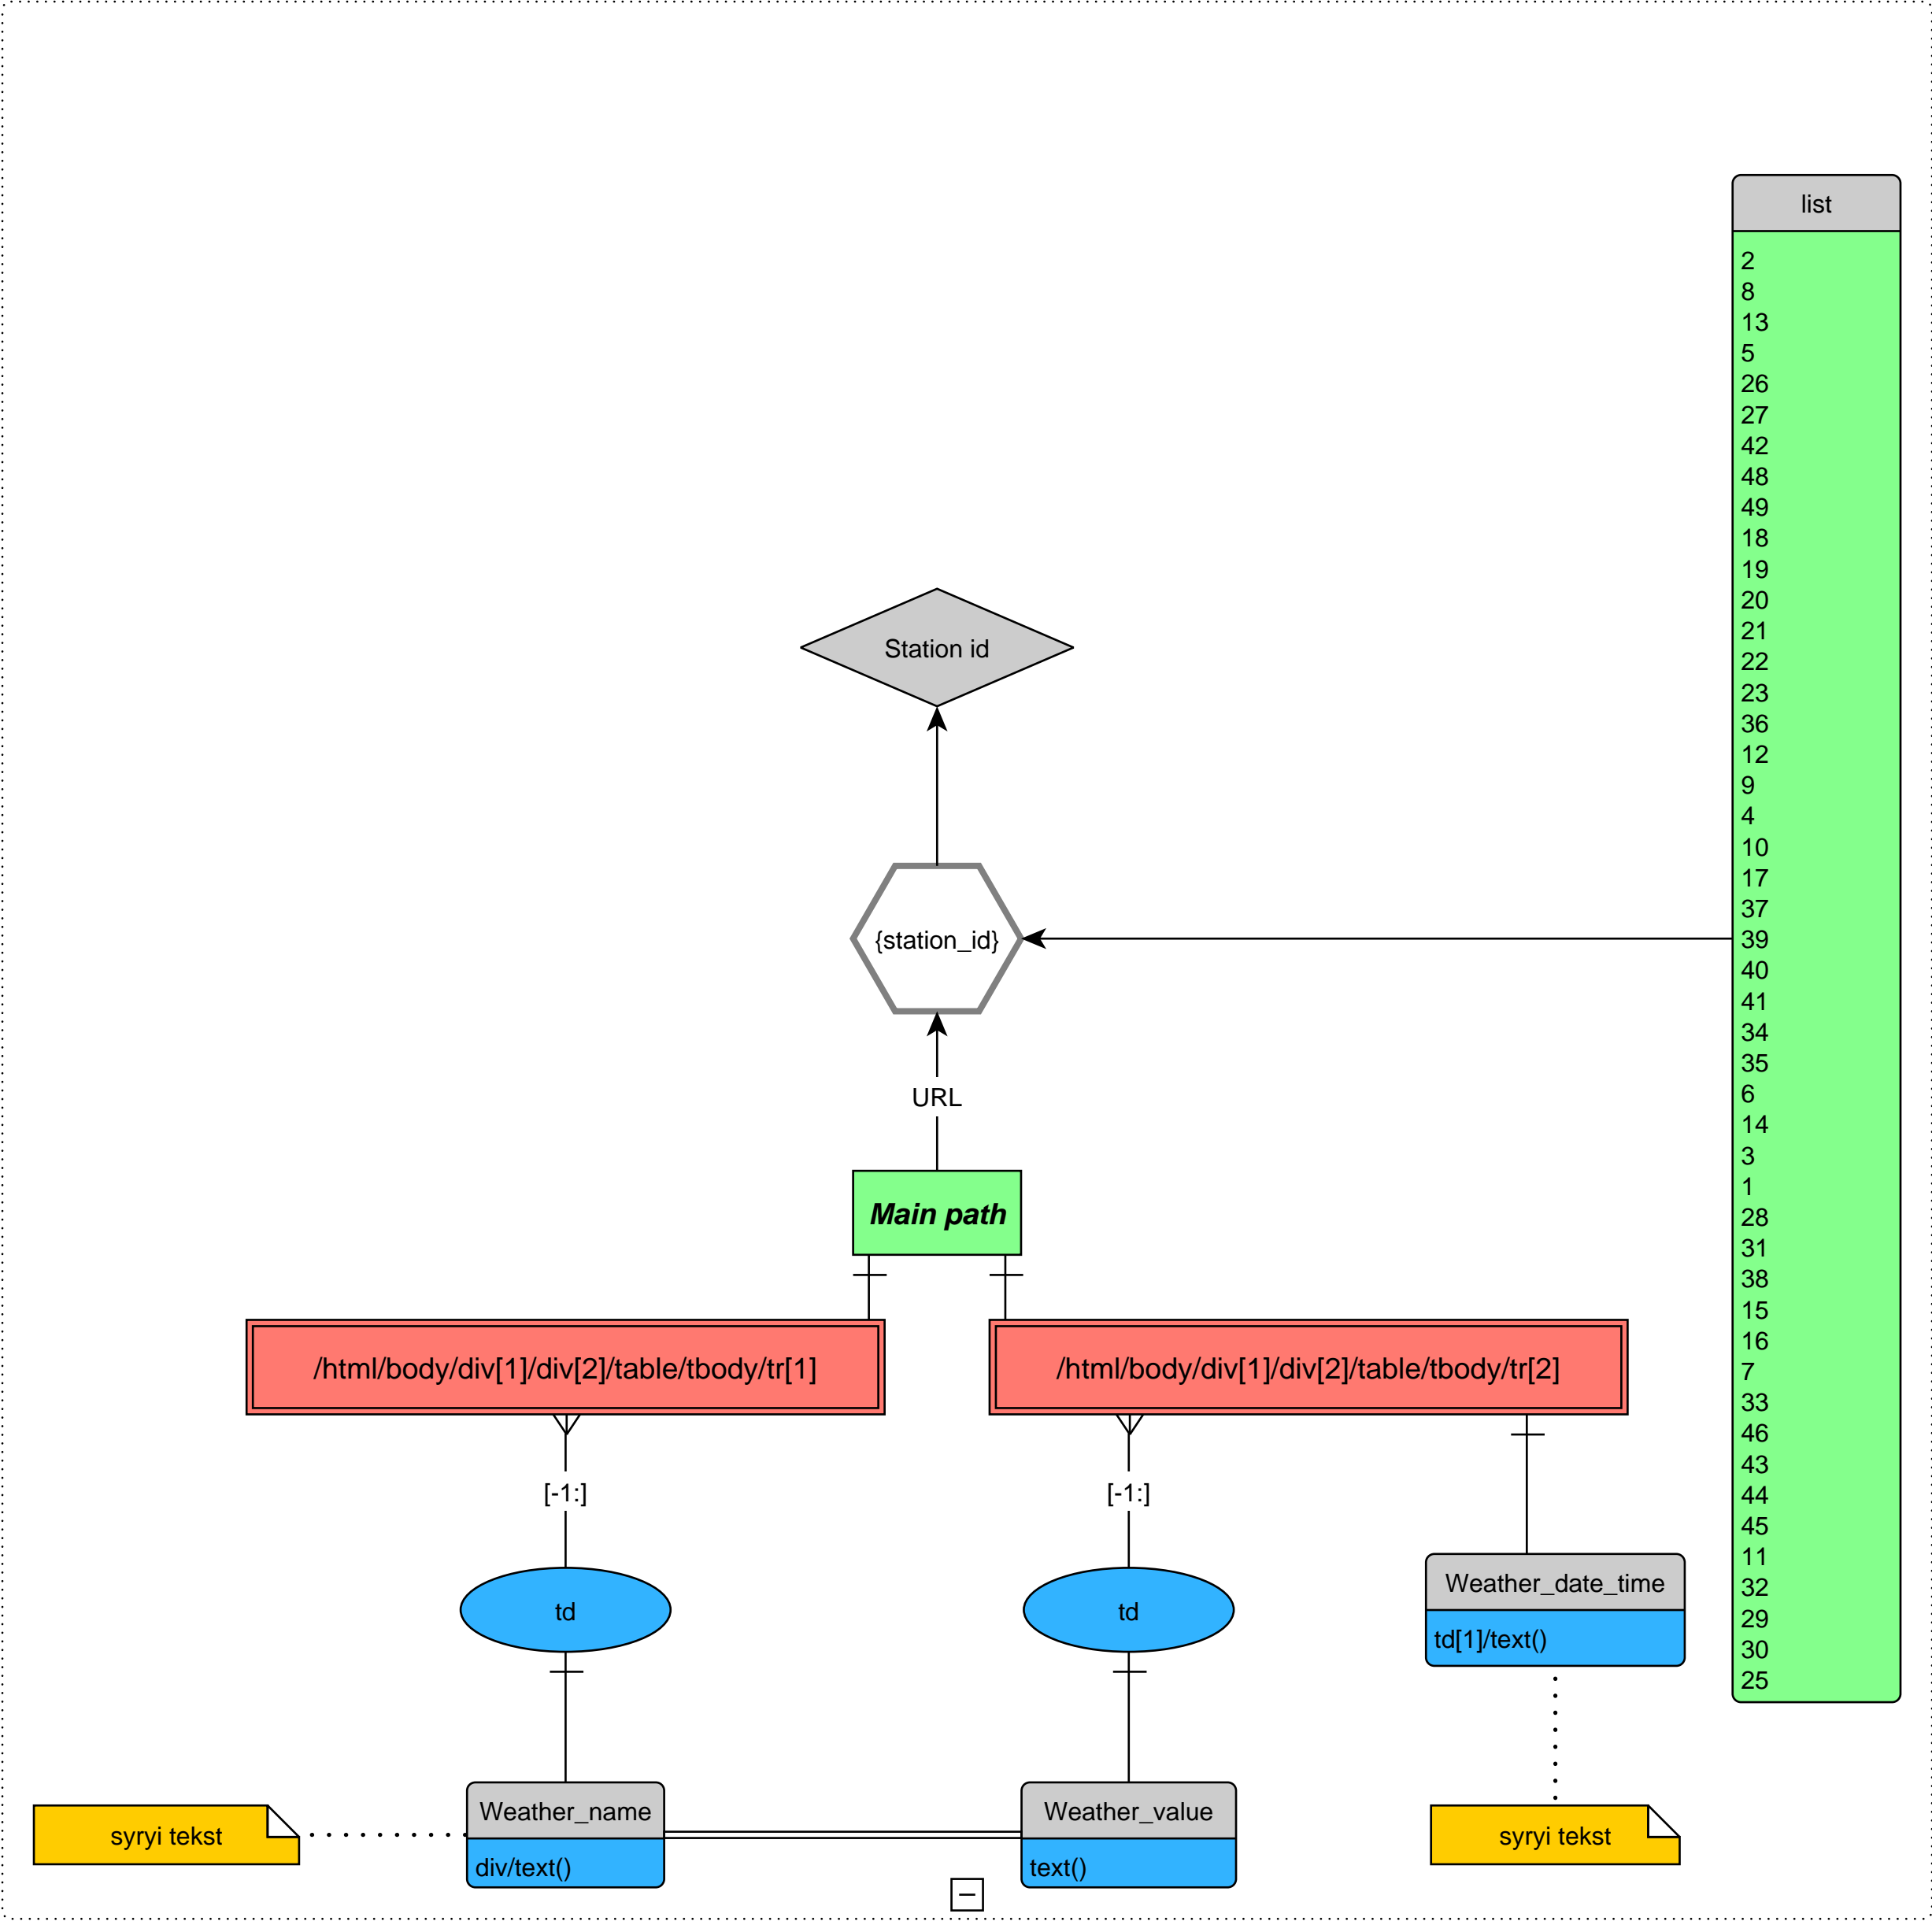 list
2
8
13
5
26
27
42
48
49
18
19
20
21
22
23
36
12
9
4
10
17
37
39
40
41
34
35
6
14
3
1
28
31
38
15
16
7
33
46
43
44
45
11
32
29
30
25
Station id
{station_id}
URL
Main path
/html/body/div[1]/div[2]/table/tbody/tr[1]
/html/body/div[1]/div[2]/table/tbody/tr[2]
[-1:]
[-1:]
td
td
Weather_date_time
td[1]/text()
Weather_name
div/text()
Weather_value
text()
syryi tekst
syryi tekst